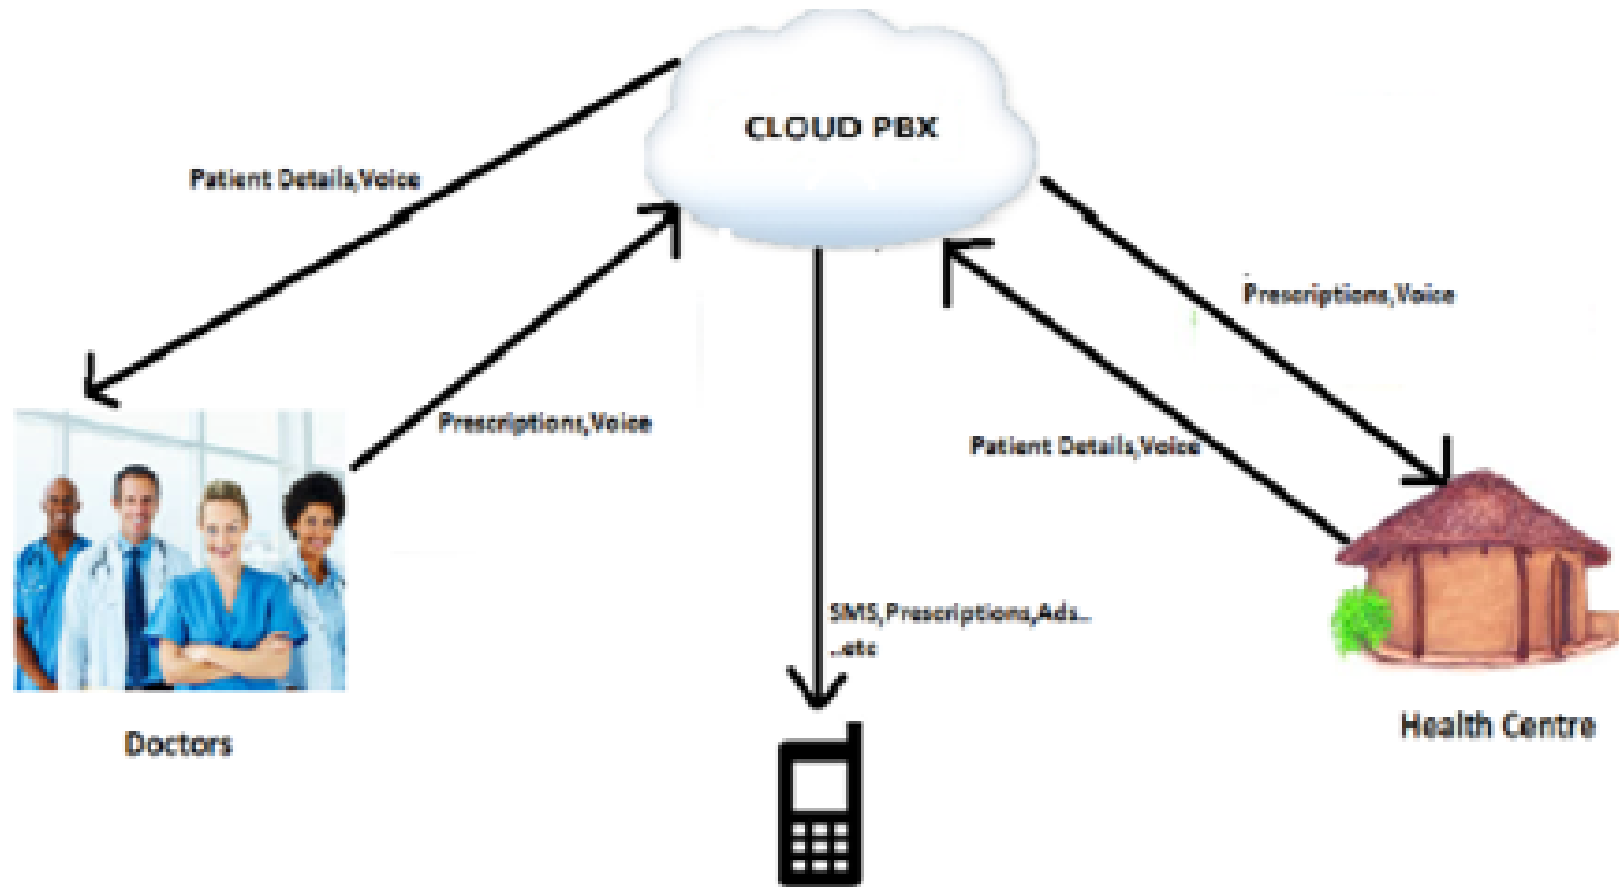 CLOUD PBX
Patient Details,Voice
Prescriptions,Voice
Prescriptions,Voice
Patient Details,Voice
SMS,Prescriptions,Ads..
..etc
Doctors
Health Centre